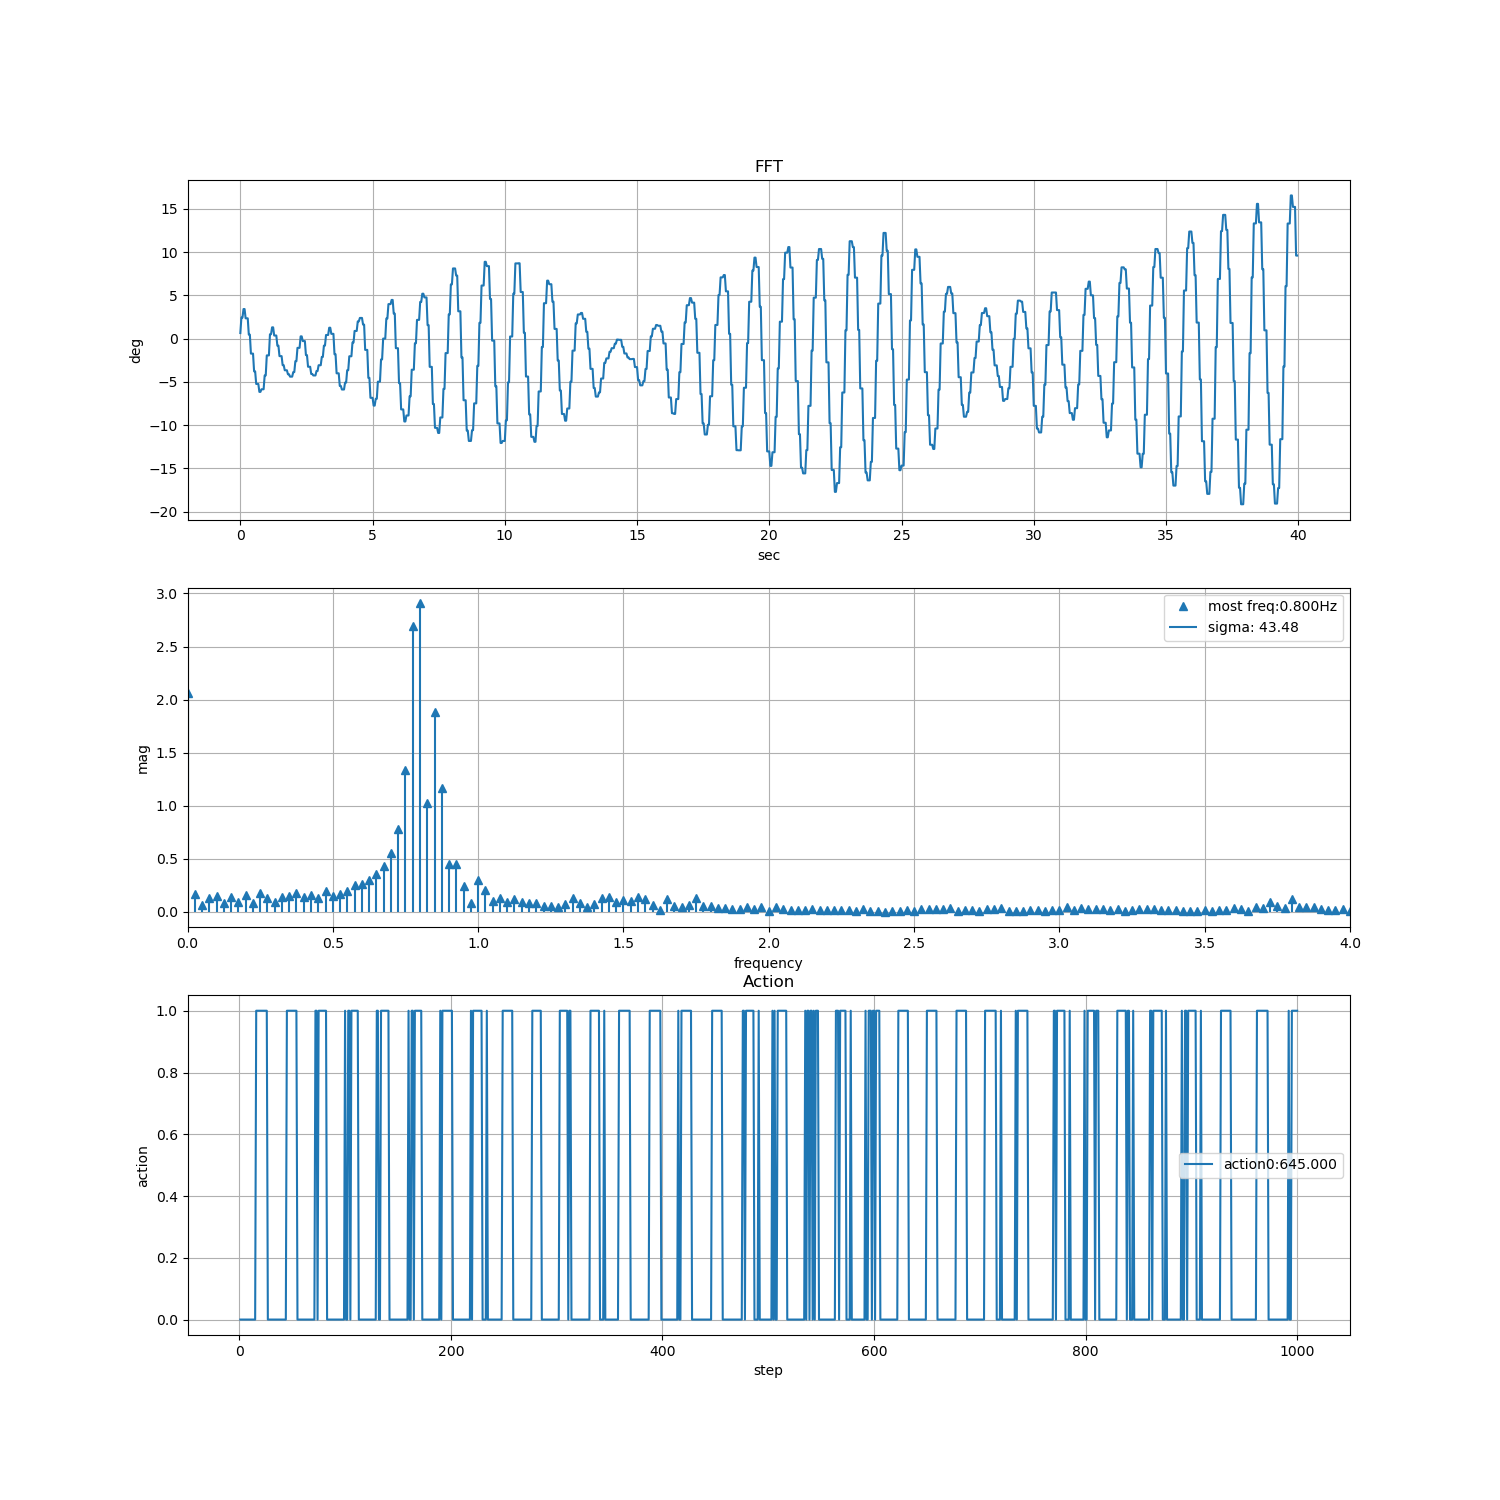 FFT
15
10
5
0
−5
−10
−15
−20
deg
0 5 10 15 20 25 30 35 40
sec
3.0
2.5
2.0
1.5
1.0
0.5
0.0
mag
most freq:0.800Hz
sigma: 43.48
0.0 0.5 1.0 1.5 2.0 2.5 3.0 3.5 4.0
frequency
Action
1.0
0.8
0.6
0.4
0.2
0.0
action
action0:645.000
0 200 400 600 800 1000
step